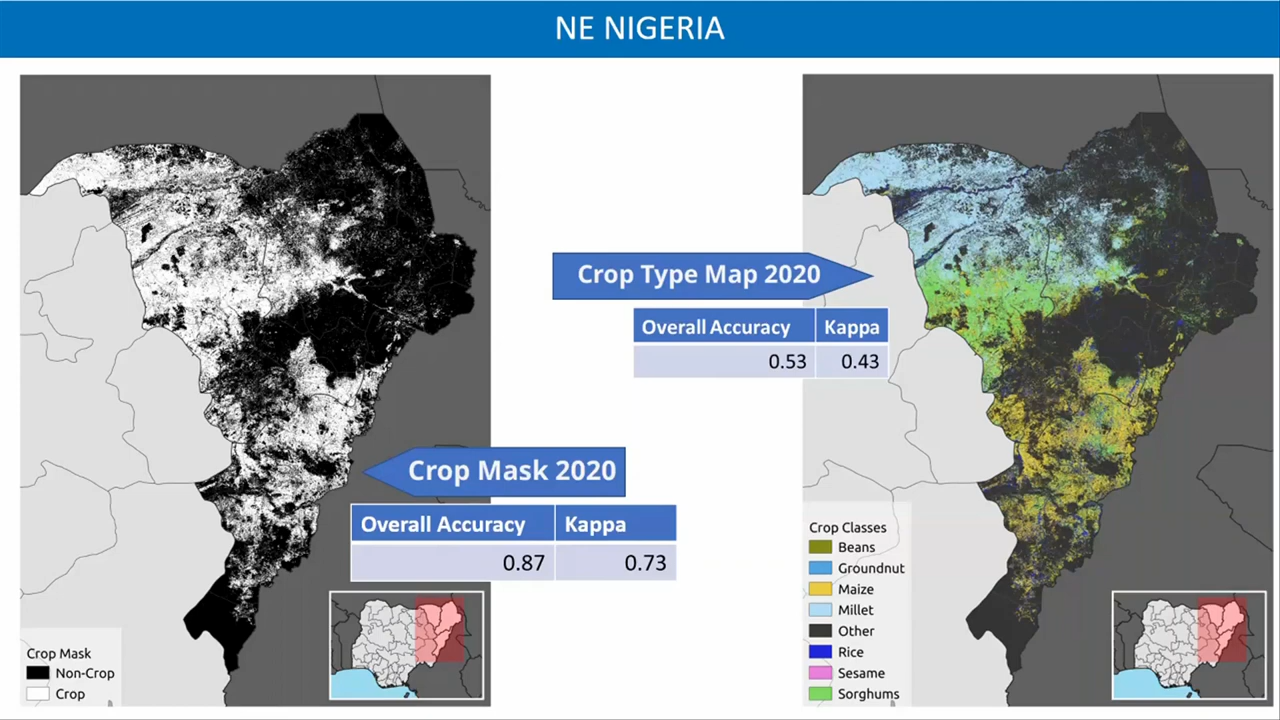 NE NIGERIA
Crop Type Map 2020
Overall Accuracy Kappa
0.53 0.43
Crop Mask 2020
Overall Accuracy Kappa
0.87 0.73
Crop Mask
Non-Crop
Crop
Crop Classes
Beans
Groundnut
Maize
Millet
Other
Rice
Sesame
Sorghums